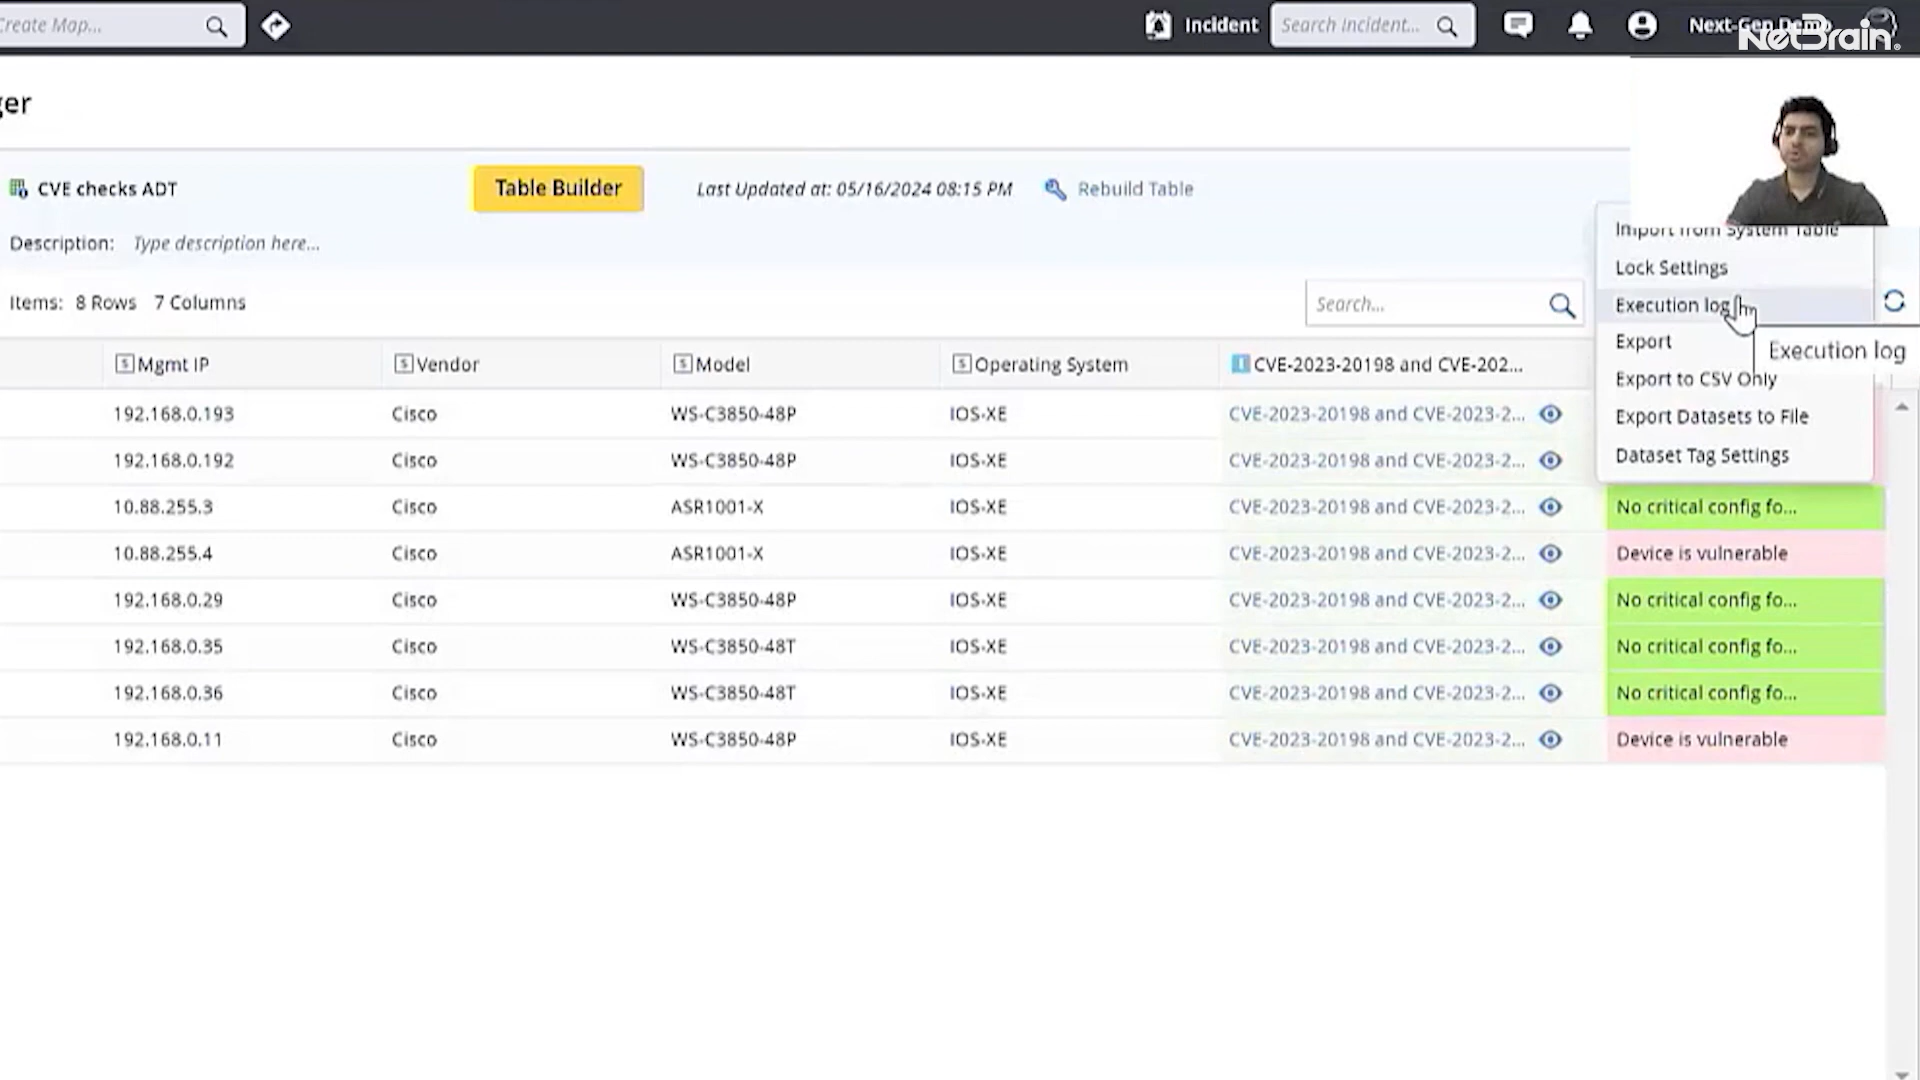 Create Map...
Incident
Search Incident...
Next-Gen Demo
NetBrain®
ger
CVE checks ADT
Table Builder
Last Updated at: 05/16/2024 08:15 PM
Rebuild Table
Description: Type description here...
Import from System Table
Lock Settings
Execution log
Export
Execution log
Export to CSV Only
Export Datasets to File
Dataset Tag Settings
Items: 8 Rows 7 Columns
Search...
Mgmt IP Vendor Model Operating System CVE-2023-20198 and CVE-202...
192.168.0.193 Cisco WS-C3850-48P IOS-XE CVE-2023-20198 and CVE-2023-2...
192.168.0.192 Cisco WS-C3850-48P IOS-XE CVE-2023-20198 and CVE-2023-2...
10.88.255.3 Cisco ASR1001-X IOS-XE CVE-2023-20198 and CVE-2023-2... No critical config fo...
10.88.255.4 Cisco ASR1001-X IOS-XE CVE-2023-20198 and CVE-2023-2... Device is vulnerable
192.168.0.29 Cisco WS-C3850-48P IOS-XE CVE-2023-20198 and CVE-2023-2... No critical config fo...
192.168.0.35 Cisco WS-C3850-48T IOS-XE CVE-2023-20198 and CVE-2023-2... No critical config fo...
192.168.0.36 Cisco WS-C3850-48T IOS-XE CVE-2023-20198 and CVE-2023-2... No critical config fo...
192.168.0.11 Cisco WS-C3850-48P IOS-XE CVE-2023-20198 and CVE-2023-2... Device is vulnerable